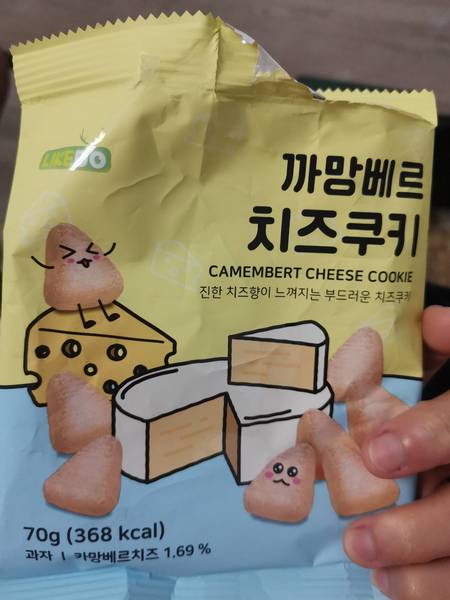 LIKEDO
까망베르
치즈쿠키
CAMEMBERT CHEESE COOKIE
진한 치즈향이 느껴지는 부드러운 치즈쿠키
70g (368 kcal)
과자 | 까망베르치즈 1.69 %